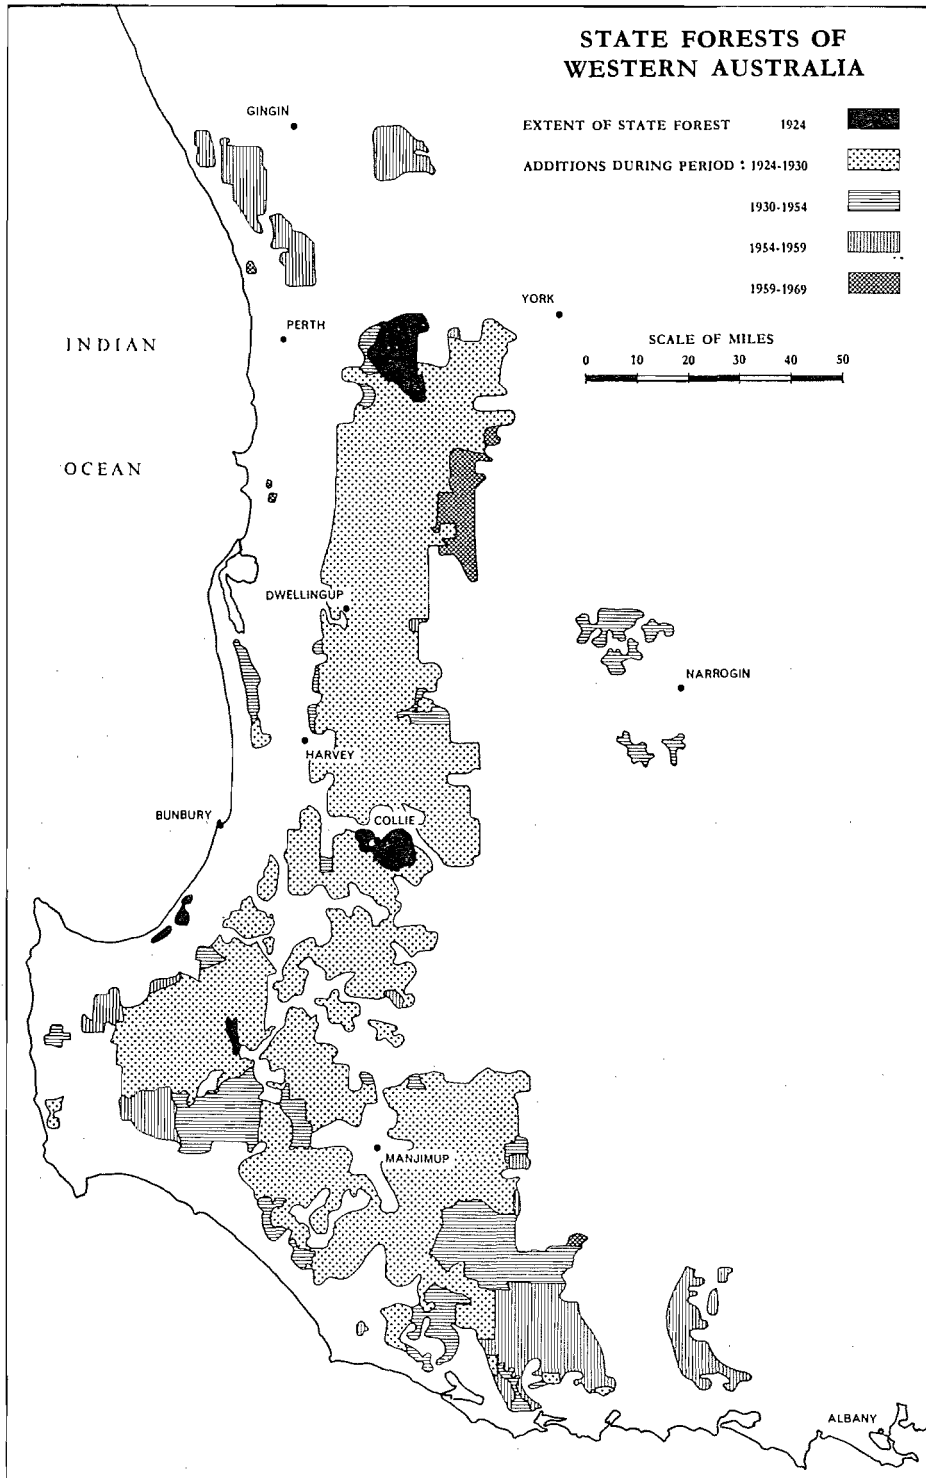 STATE FORESTS OF
WESTERN AUSTRALIA
GINGIN
EXTENT OF STATE FOREST 1924
ADDITIONS DURING PERIOD : 1924-1930
1930-1954
1954-1959
1959-1969
YORK
PERTH
SCALE OF MILES
0 10 20 30 40 50
INDIAN
OCEAN
DWELLINGUP
NARROGIN
HARVEY
BUNBURY
COLLIE
MANJIMUP
ALBANY